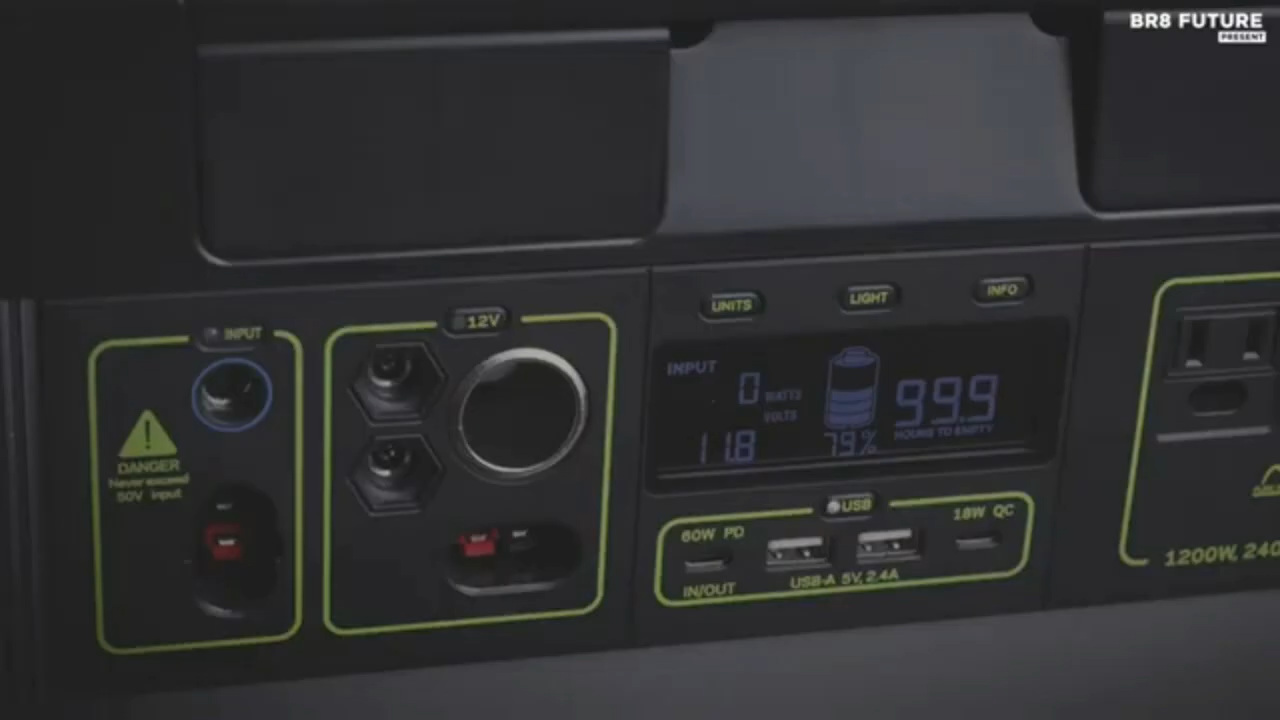 BR8 FUTURE
PRESENT
UNITS
LIGHT
INFO
INPUT
12V
INPUT
0 WATTS
VOLTS
11.8
79%
99.9
HOURS TO EMPTY
DANGER
Never exceed
50V input
USB
60W PD
18W QC
IN/OUT
USB-A 5V, 2.4A
1200W, 240